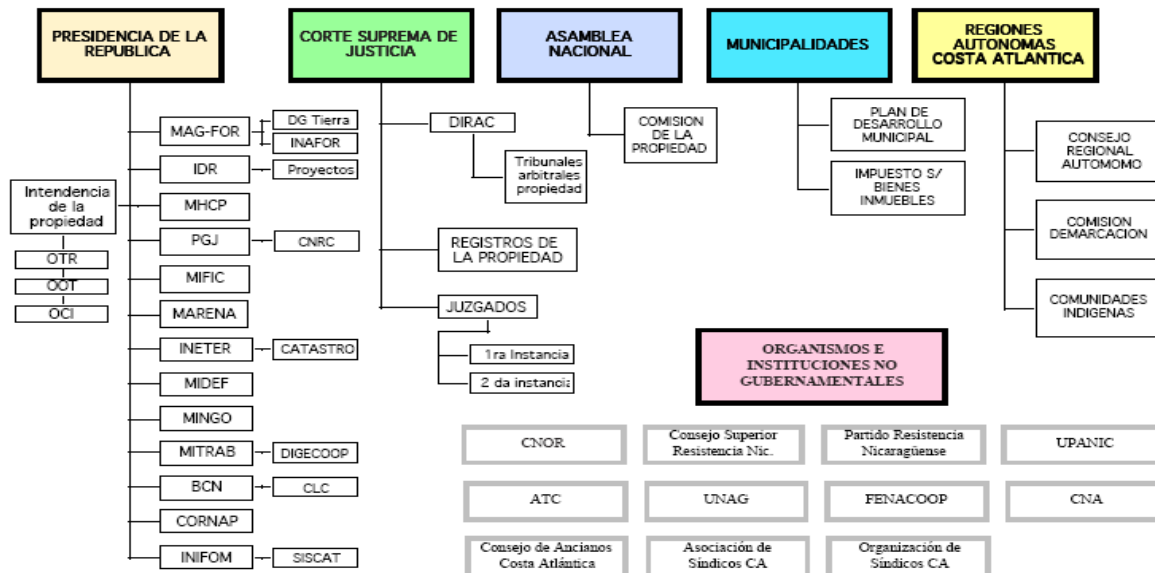 PRESIDENCIA DE LA
REPUBLICA
CORTE SUPREMA DE
JUSTICIA
ASAMBLEA
NACIONAL
MUNICIPALIDADES
REGIONES
AUTONOMAS
COSTA ATLANTICA
MAG-FOR
DG Tierra
INAFOR
IDR
Proyectos
Intendencia
de la
propiedad
MHCP
OTR
OOT
OCI
PGJ
CNRC
MIFIC
MARENA
INETER
CATASTRO
MIDEF
MINGO
MITRAB
DIGECOOP
BCN
CLC
CORNAP
INIFOM
SISCAT
DIRAC
Tribunales
arbitrales
propiedad
REGISTROS DE
LA PROPIEDAD
JUZGADOS
1ra Instancia
2 da instancia
COMISION
DE LA
PROPIEDAD
PLAN DE
DESARROLLO
MUNICIPAL
IMPUESTO S/
BIENES
INMUEBLES
CONSEJO
REGIONAL
AUTOMOMO
COMISION
DEMARCACION
COMUNIDADES
INDIGENAS
ORGANISMOS E
INSTITUCIONES NO
GUBERNAMENTALES
CNOR
Consejo Superior
Resistencia Nic.
Partido Resistencia
Nicaragüense
UPANIC
ATC
UNAG
FENACOOP
CNA
Consejo de Ancianos
Costa Atlántica
Asociación de
Síndicos CA
Organización de
Síndicos CA